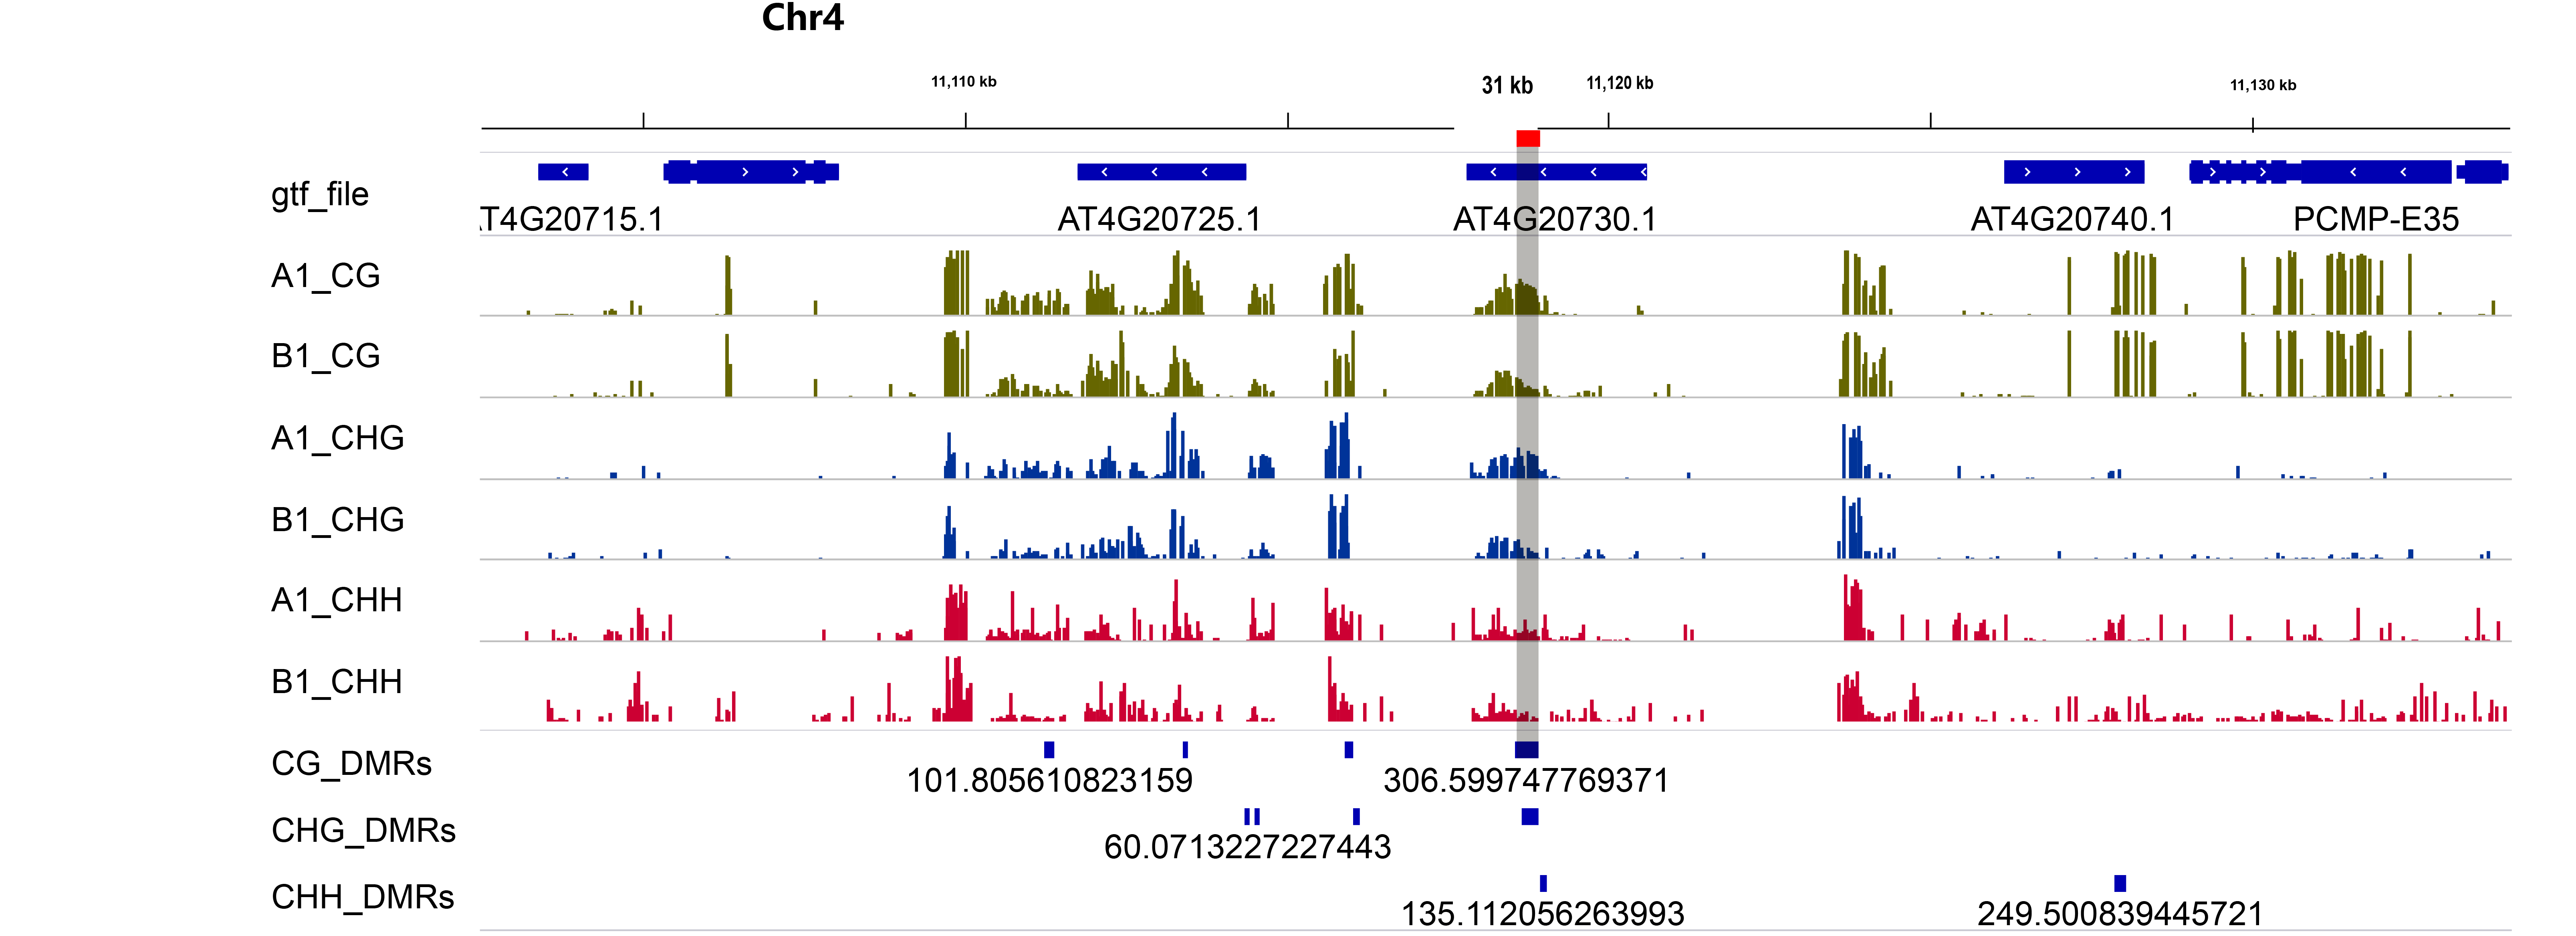 Chr4
11,110 kb
31 kb
11,120 kb
11,130 kb
gtf_file
T4G20715.1
AT4G20725.1
AT4G20730.1
AT4G20740.1
PCMP-E35
A1_CG
B1_CG
A1_CHG
B1_CHG
A1_CHH
B1_CHH
CG_DMRs
101.805610823159
306.599747769371
CHG_DMRs
60.0713227227443
CHH_DMRs
135.112056263993
249.500839445721